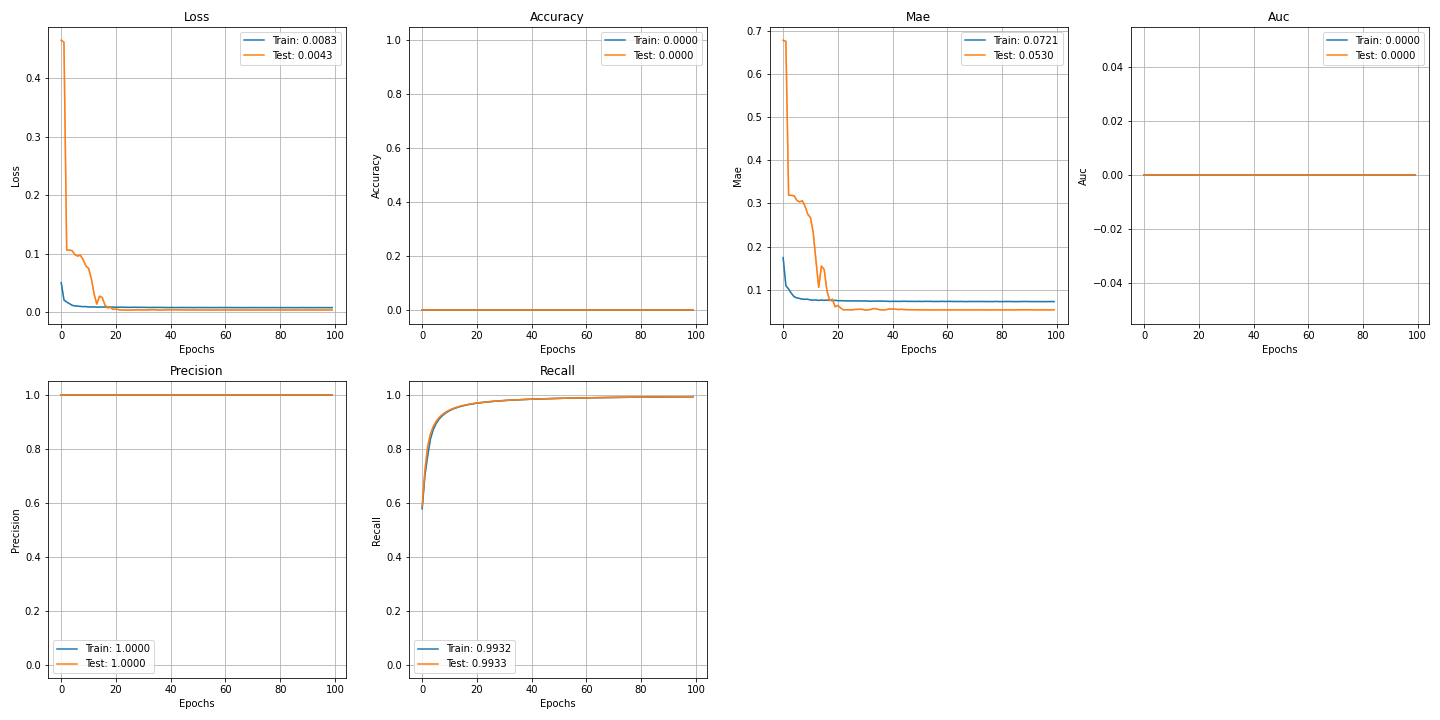 Loss
Train: 0.0083
Test: 0.0043
0.4
0.3
0.2
0.1
0.0
Loss
0 20 40 60 80 100
Epochs
Accuracy
Train: 0.0000
Test: 0.0000
1.0
0.8
0.6
0.4
0.2
0.0
Accuracy
0 20 40 60 80 100
Epochs
Mae
Train: 0.0721
Test: 0.0530
0.7
0.6
0.5
0.4
0.3
0.2
0.1
Mae
0 20 40 60 80 100
Epochs
Auc
Train: 0.0000
Test: 0.0000
0.04
0.02
0.00
−0.02
−0.04
Auc
0 20 40 60 80 100
Epochs
Precision
1.0
0.8
0.6
0.4
0.2
0.0
Precision
Train: 1.0000
Test: 1.0000
0 20 40 60 80 100
Epochs
Recall
1.0
0.8
0.6
0.4
0.2
0.0
Recall
Train: 0.9932
Test: 0.9933
0 20 40 60 80 100
Epochs